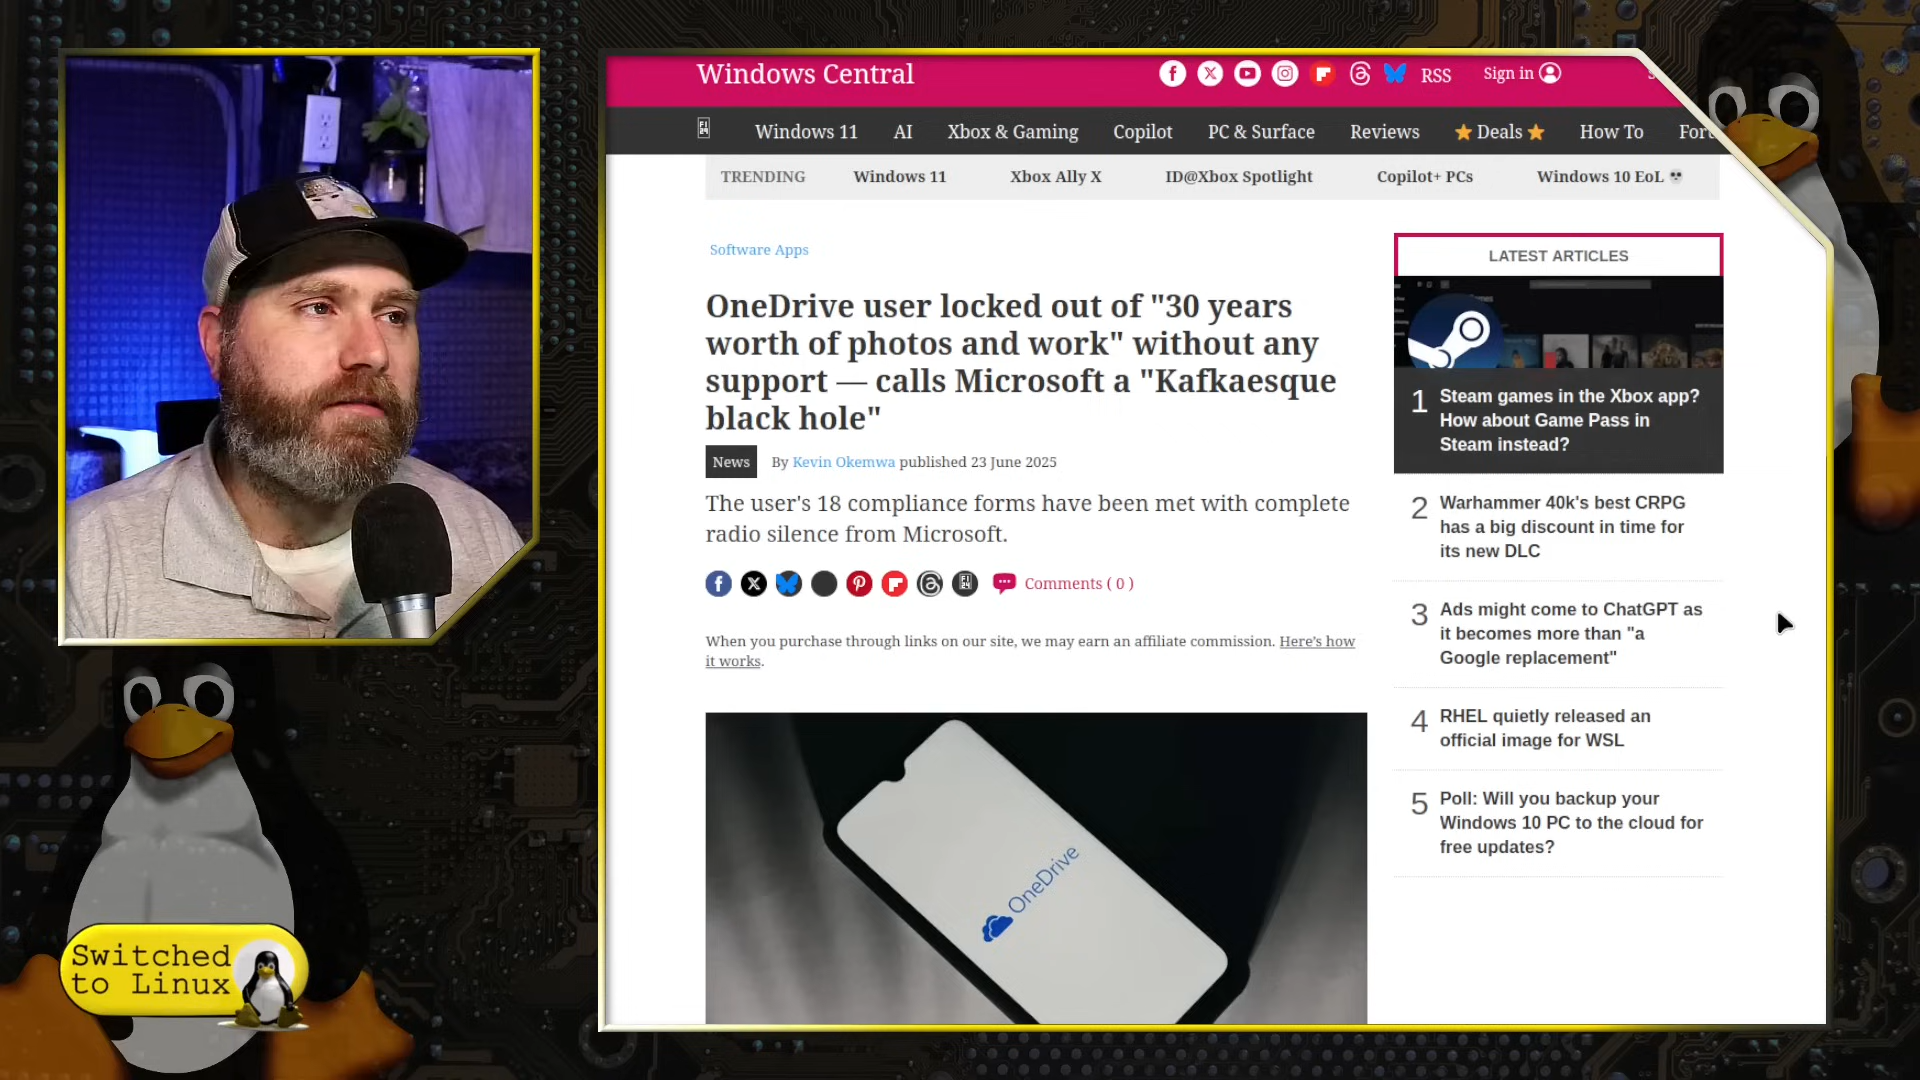 Windows Central
RSS
Sign in
Windows 11
AI
Xbox & Gaming
Copilot
PC & Surface
Reviews
Deals
How To
TRENDING
Windows 11
Xbox Ally X
ID@Xbox Spotlight
Copilot+ PCs
Windows 10 EoL
Software Apps
OneDrive user locked out of "30 years
worth of photos and work" without any
support — calls Microsoft a "Kafkaesque
black hole"
News
By Kevin Okemwa published 23 June 2025
The user's 18 compliance forms have been met with complete
radio silence from Microsoft.
Comments ( 0 )
When you purchase through links on our site, we may earn an affiliate commission. Here's how
it works.
OneDrive
LATEST ARTICLES
1
Steam games in the Xbox app?
How about Game Pass in
Steam instead?
2
Warhammer 40k's best CRPG
has a big discount in time for
its new DLC
3
Ads might come to ChatGPT as
it becomes more than "a
Google replacement"
4
RHEL quietly released an
official image for WSL
5
Poll: Will you backup your
Windows 10 PC to the cloud for
free updates?
Switched
to Linux